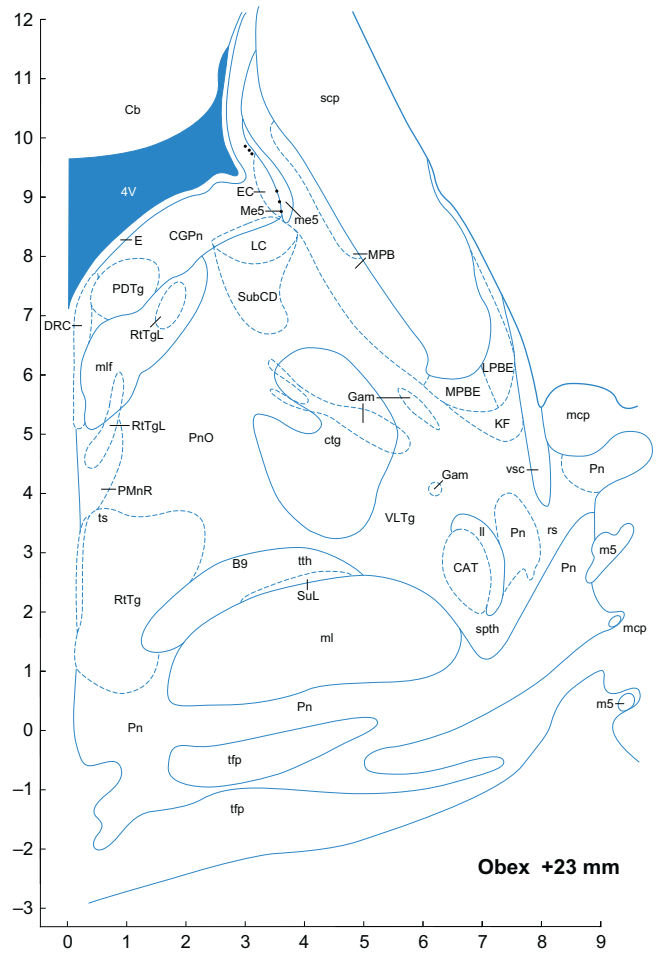 12
11
scp
Cb
10
4V
EC
9
Me5
me5
E
CGPn
LC
8
MPB
PDTg
SubCD
7
DRC
RtTgL
mlf
LPBE
6
MPBE
Gam
mcp
RtTgL
KF
5
PnO
ctg
Gam
vsc
Pn
4
PMnR
ts
VLTg
ll
Pn
rs
m5
3
B9
tth
CAT
Pn
SuL
RtTg
2
spth
mcp
ml
1
Pn
m5
0
Pn
tfp
–1
tfp
–2
Obex +23 mm
–3
0 1 2 3 4 5 6 7 8 9